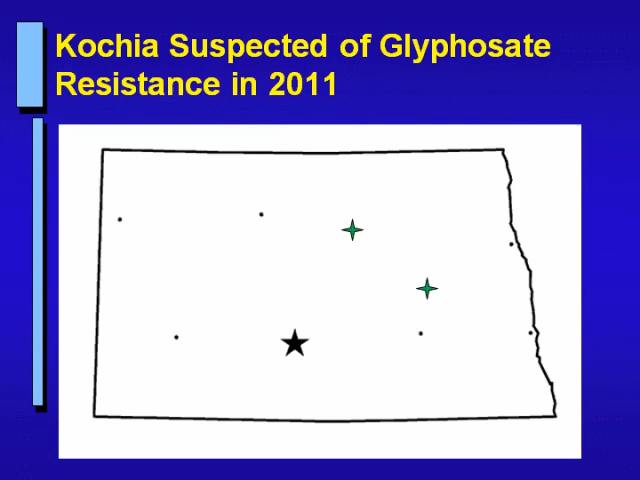 Kochia Suspected of Glyphosate
Resistance in 2011